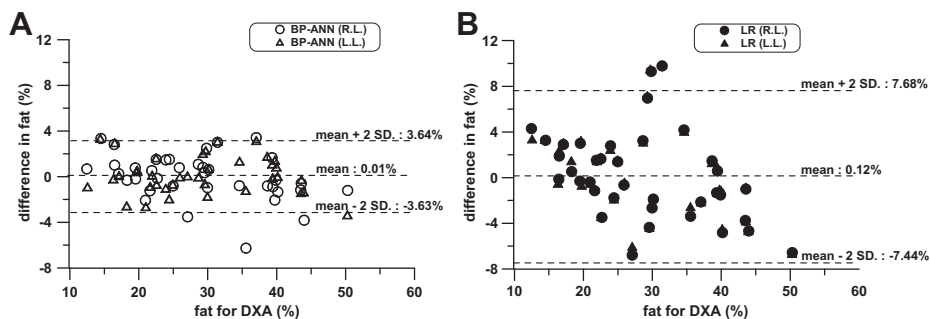 A
BP-ANN (R.L.)
BP-ANN (L.L.)
difference in fat (%)
12
8
4
0
-4
-8
mean + 2 SD. : 3.64%
mean : 0.01%
mean - 2 SD. : -3.63%
10 20 30 40 50 60
fat for DXA (%)
B
LR (R.L.)
LR (L.L.)
difference in fat (%)
12
8
4
0
-4
-8
mean + 2 SD. : 7.68%
mean : 0.12%
mean - 2 SD. : -7.44%
10 20 30 40 50 60
fat for DXA (%)